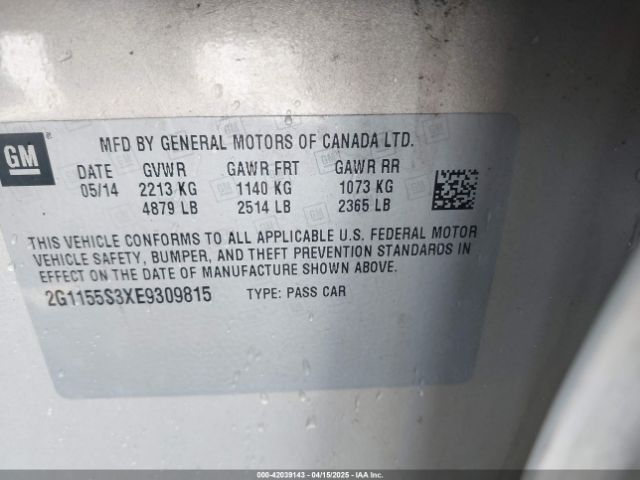 GM
MFD BY GENERAL MOTORS OF CANADA LTD.
DATE GVWR GAWR FRT GAWR RR
05/14 2213 KG 1140 KG 1073 KG
4879 LB 2514 LB 2365 LB
THIS VEHICLE CONFORMS TO ALL APPLICABLE U.S. FEDERAL MOTOR
VEHICLE SAFETY, BUMPER, AND THEFT PREVENTION STANDARDS IN
EFFECT ON THE DATE OF MANUFACTURE SHOWN ABOVE.
2G1155S3XE9309815 TYPE: PASS CAR
000-42039143 - 04/15/2025 - IAA Inc.